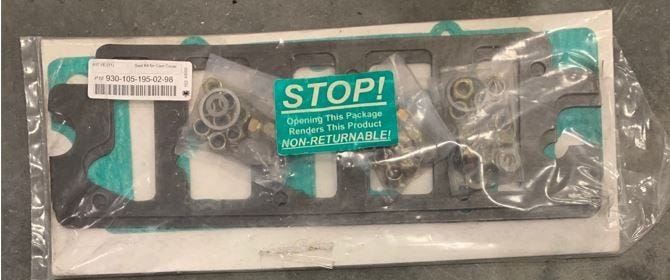 Seal Kit for Cam Cover
930-105-195-02-98
STOP!
Opening This Package
Renders This Product
NON-RETURNABLE!